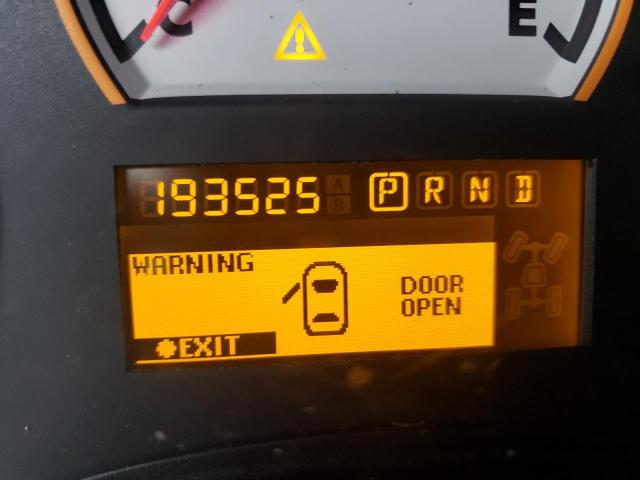 C E
193525 A P R N D
B
WARNING
DOOR
OPEN
EXIT